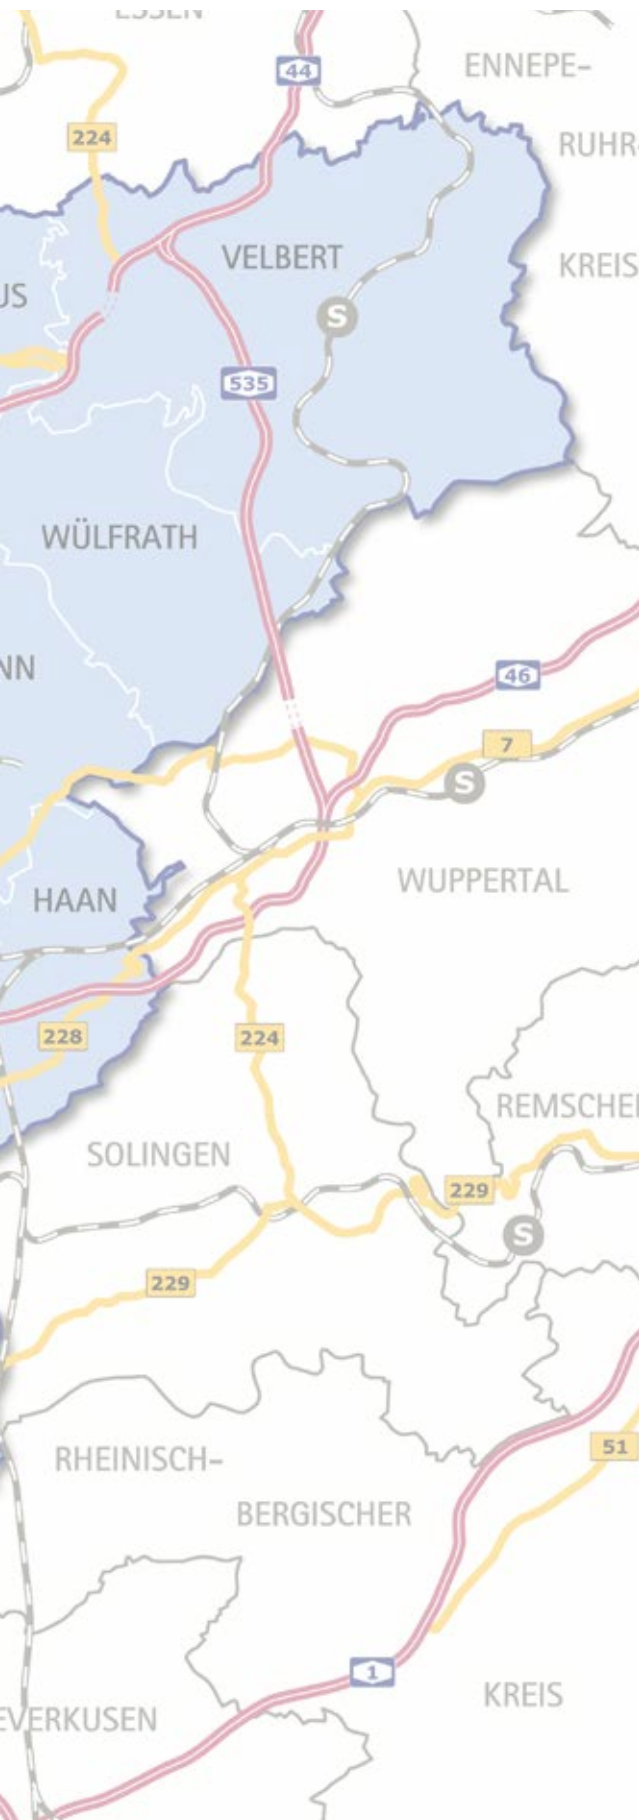 ESSEN
44
ENNEPE-
224
RUHR-
VELBERT
KREIS
US
S
535
WÜLFRATH
NN
46
7
S
WUPPERTAL
HAAN
228
224
REMSCHEI
SOLINGEN
229
S
229
51
RHEINISCH-
BERGISCHER
1
KREIS
EVERKUSEN